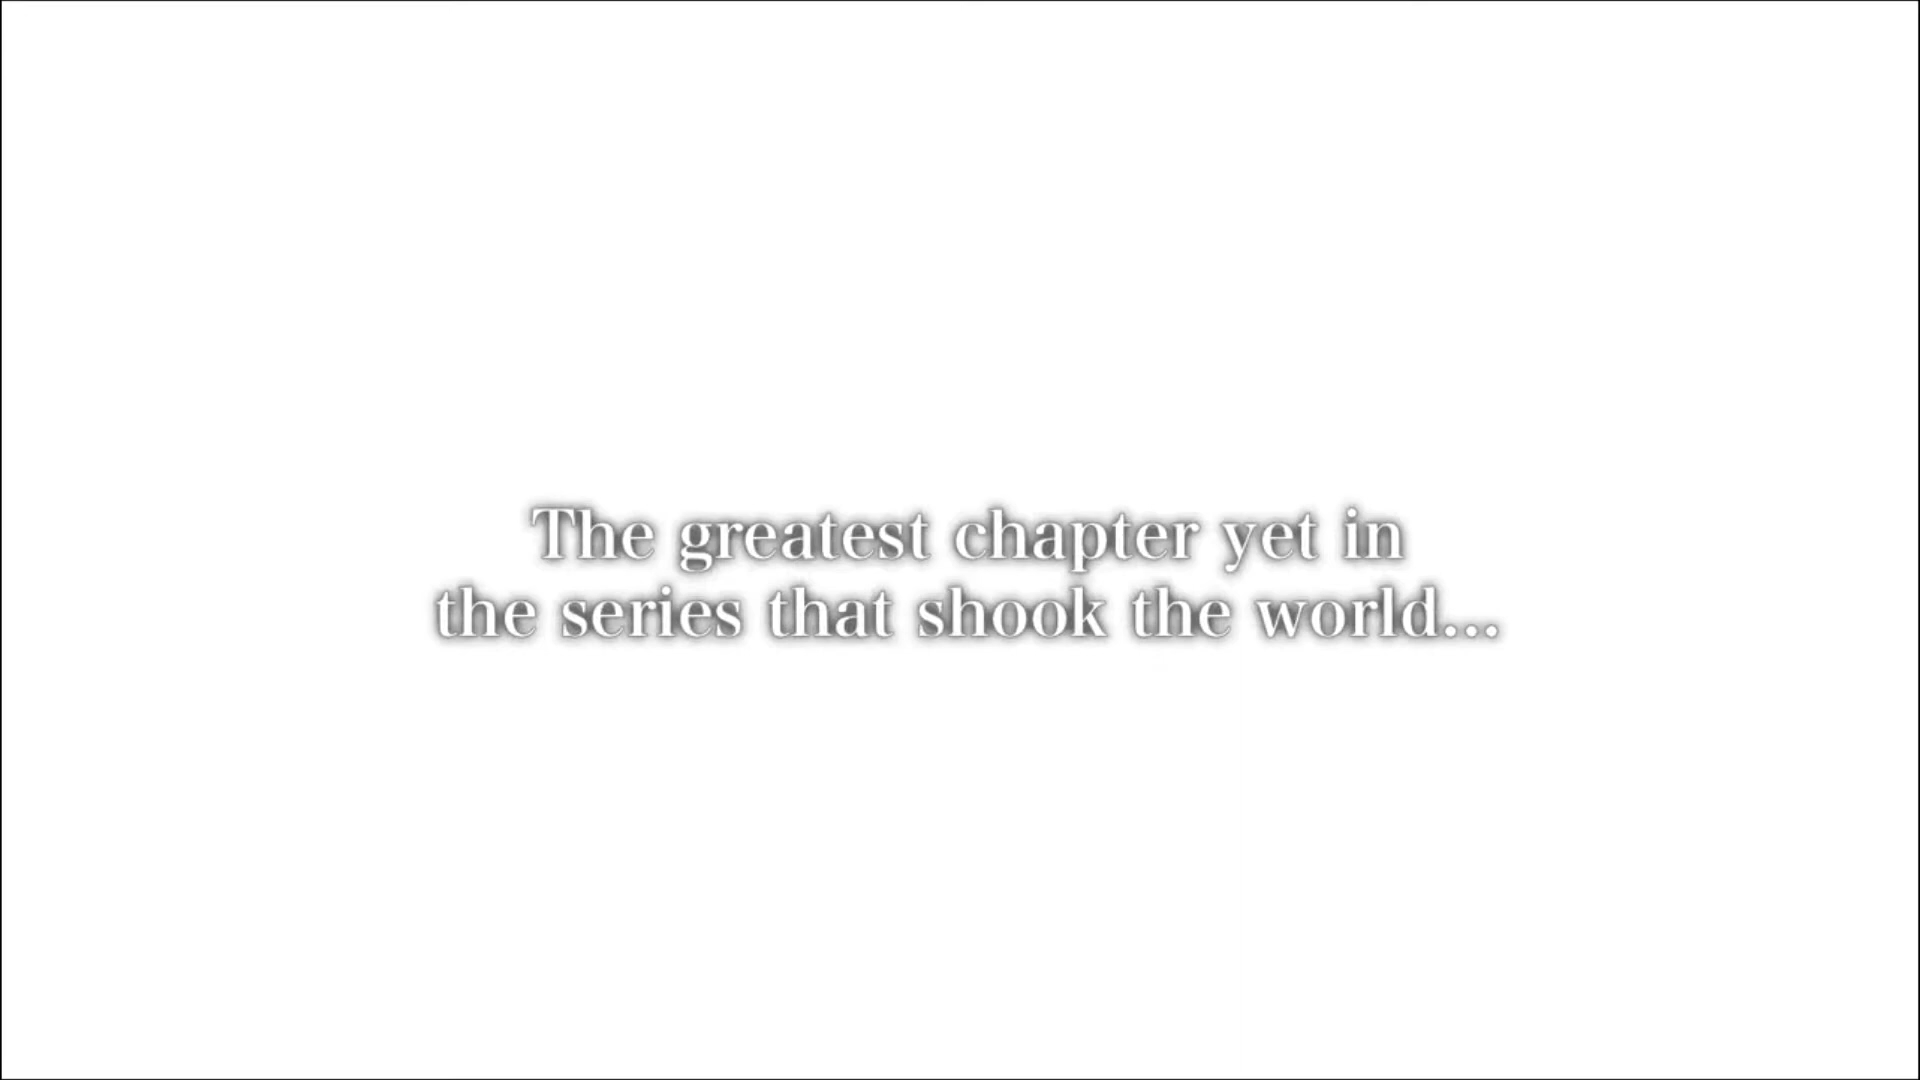 The greatest chapter yet in
the series that shook the world...